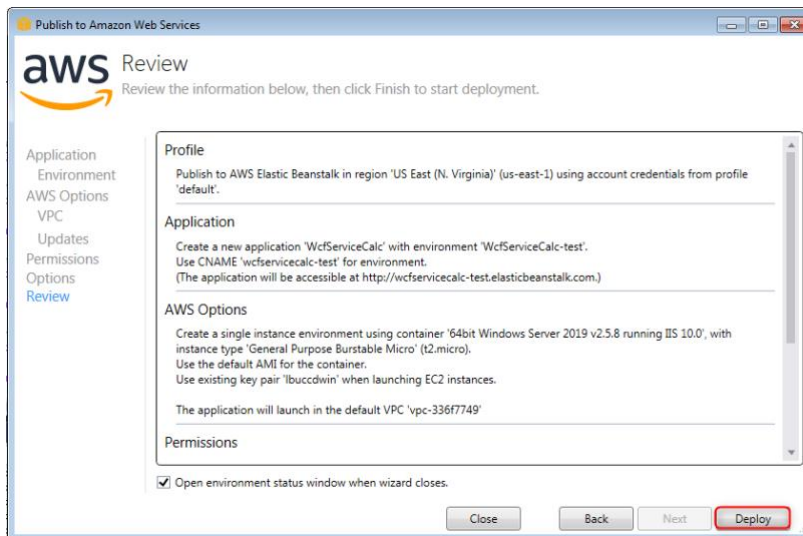 Publish to Amazon Web Services
aws
Review
Review the information below, then click Finish to start deployment.
Application
Environment
AWS Options
VPC
Updates
Permissions
Options
Review
Profile
Publish to AWS Elastic Beanstalk in region 'US East (N. Virginia)' (us-east-1) using account credentials from profile
'default'.
Application
Create a new application 'WcfServiceCalc' with environment 'WcfServiceCalc-test'.
Use CNAME 'wcfservicecalc-test' for environment.
(The application will be accessible at http://wcfservicecalc-test.elasticbeanstalk.com.)
AWS Options
Create a single instance environment using container '64bit Windows Server 2019 v2.5.8 running IIS 10.0', with
instance type 'General Purpose Burstable Micro' (t2.micro).
Use the default AMI for the container.
Use existing key pair 'lbuccdwin' when launching EC2 instances.
The application will launch in the default VPC 'vpc-336f7749'
Permissions
Open environment status window when wizard closes.
Close
Back
Next
Deploy